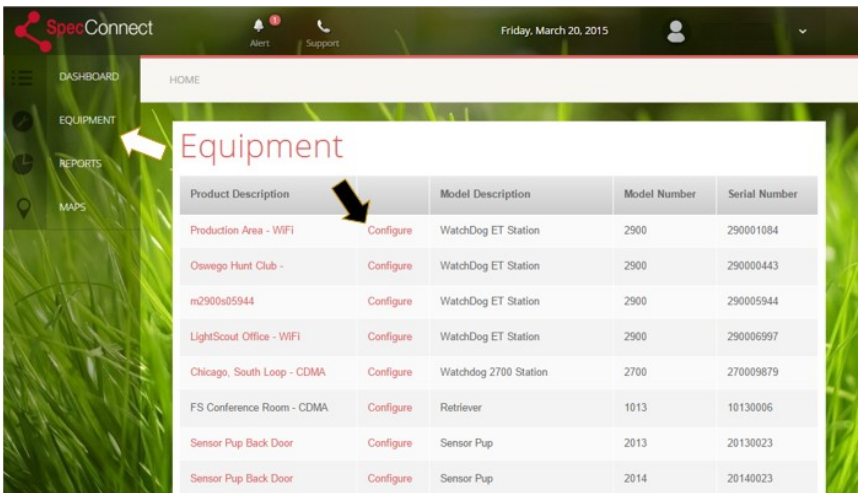 SpecConnect
1
Alert
Support
Friday, March 20, 2015
DASHBOARD
HOME
EQUIPMENT
REPORTS
MAPS
Equipment
Product Description Model Description Model Number Serial Number
Production Area - WiFi Configure WatchDog ET Station 2900 290001084
Oswego Hunt Club - Configure WatchDog ET Station 2900 290000443
m2900s05944 Configure WatchDog ET Station 2900 290005944
LightScout Office - WiFi Configure WatchDog ET Station 2900 290006997
Chicago, South Loop - CDMA Configure Watchdog 2700 Station 2700 270009879
FS Conference Room - CDMA Configure Retriever 1013 10130006
Sensor Pup Back Door Configure Sensor Pup 2013 20130023
Sensor Pup Back Door Configure Sensor Pup 2014 20140023